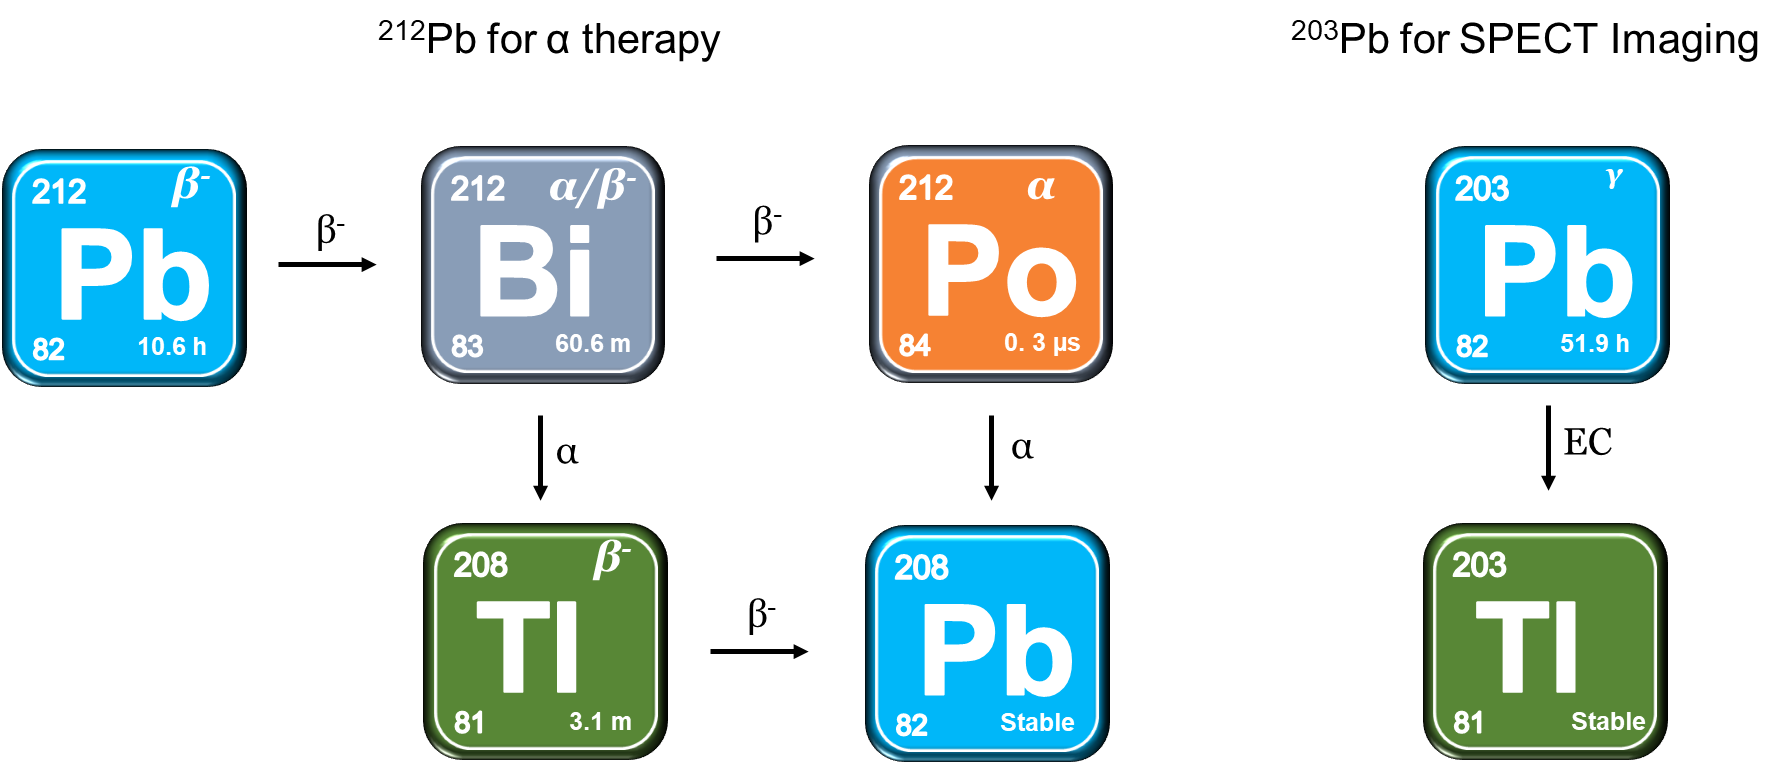 ²¹²Pb for α therapy
²⁰³Pb for SPECT Imaging
212 β-
Pb
82 10.6 h
β-
212 α/β-
Bi
83 60.6 m
β-
212 α
Po
84 0. 3 µs
203 γ
Pb
82 51.9 h
α
α
EC
208 β-
Tl
81 3.1 m
β-
208
Pb
82 Stable
203
Tl
81 Stable